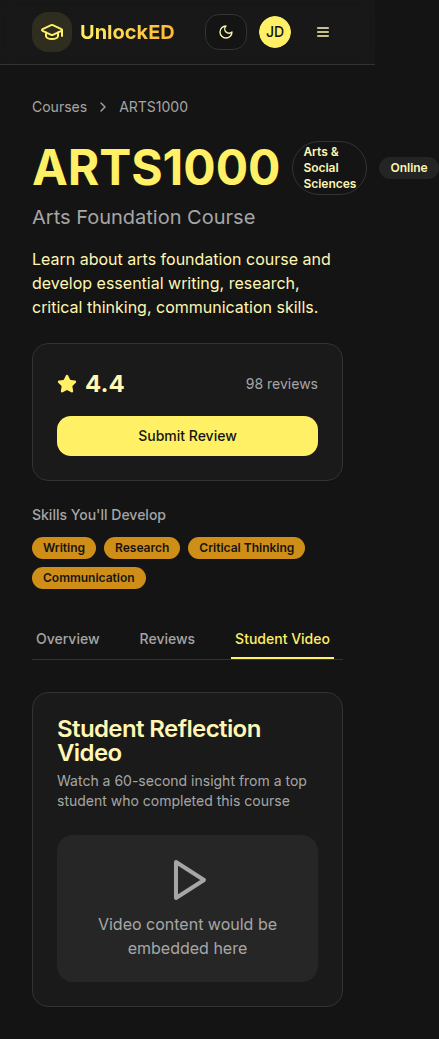 UnlockED
JD
Courses
ARTS1000
ARTS1000
Arts &
Social
Sciences
Online
Arts Foundation Course
Learn about arts foundation course and
develop essential writing, research,
critical thinking, communication skills.
4.4
98 reviews
Submit Review
Skills You'll Develop
Writing
Research
Critical Thinking
Communication
Overview
Reviews
Student Video
Student Reflection
Video
Watch a 60-second insight from a top
student who completed this course
Video content would be
embedded here